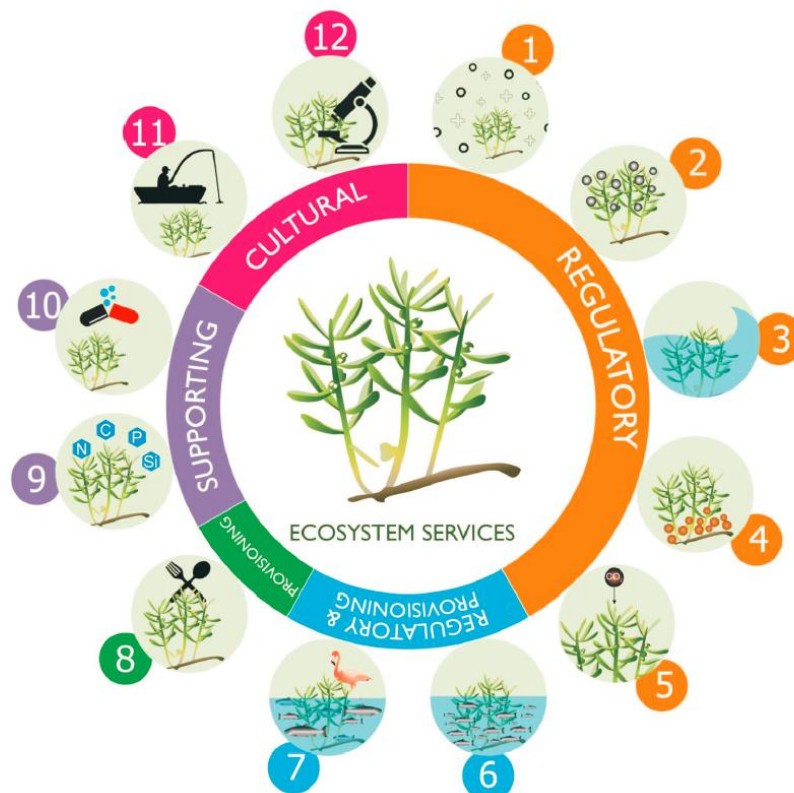 12
1
11
2
CULTURAL
REGULATORY
10
3
SUPPORTING
N
C
P
Si
9
4
ECOSYSTEM SERVICES
PROVISIONING
REGULATORY &
PROVISIONING
8
5
7
6